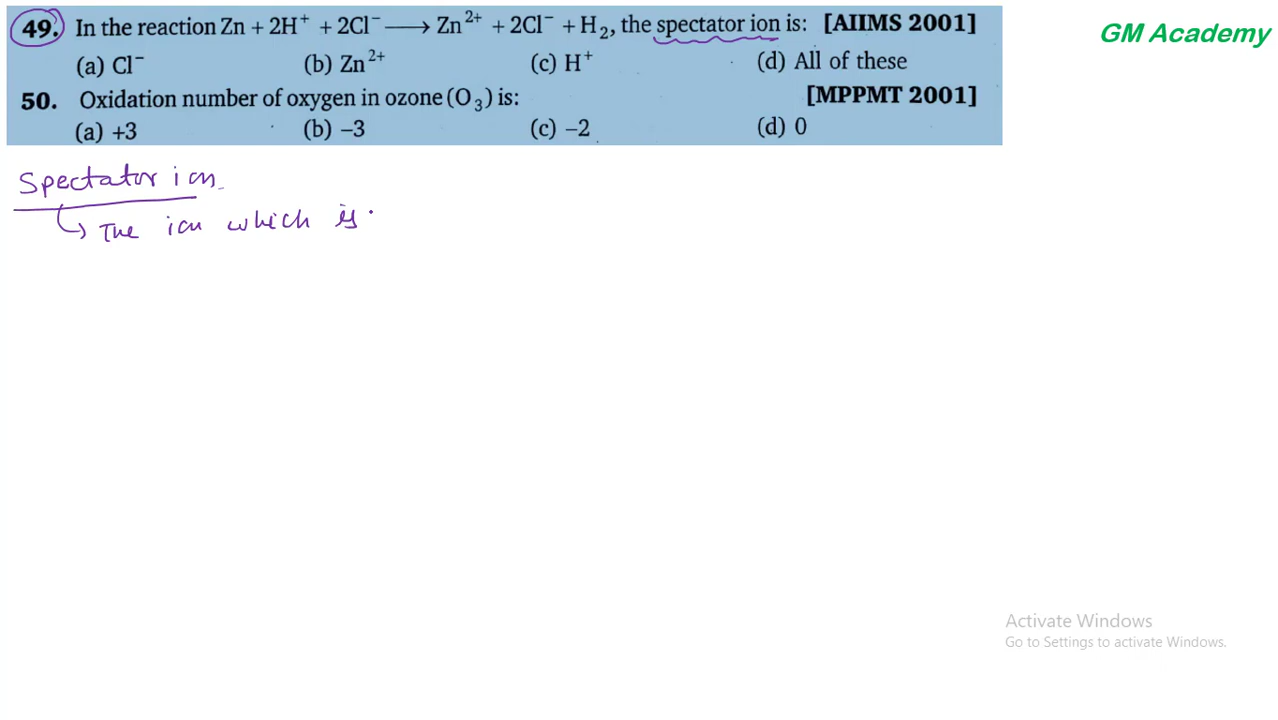 49. In the reaction Zn + 2H⁺ + 2Cl⁻ ⟶ Zn²⁺ + 2Cl⁻ + H₂, the spectator ion is: [AIIMS 2001]
GM Academy
(a) Cl⁻ (b) Zn²⁺ (c) H⁺ (d) All of these
50. Oxidation number of oxygen in ozone (O₃) is: [MPPMT 2001]
(a) +3 (b) –3 (c) –2 (d) 0
Spectator ion
↳ The ion which is
Activate Windows
Go to Settings to activate Windows.